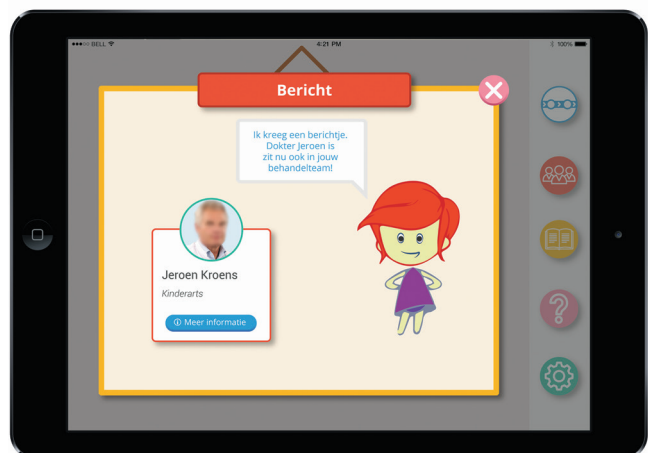 BELL 4:21 PM 100%
Bericht
Ik kreeg een berichtje.
Dokter Jeroen is
zit nu ook in jouw
behandelteam!
Jeroen Kroens
Kinderarts
Meer informatie
?